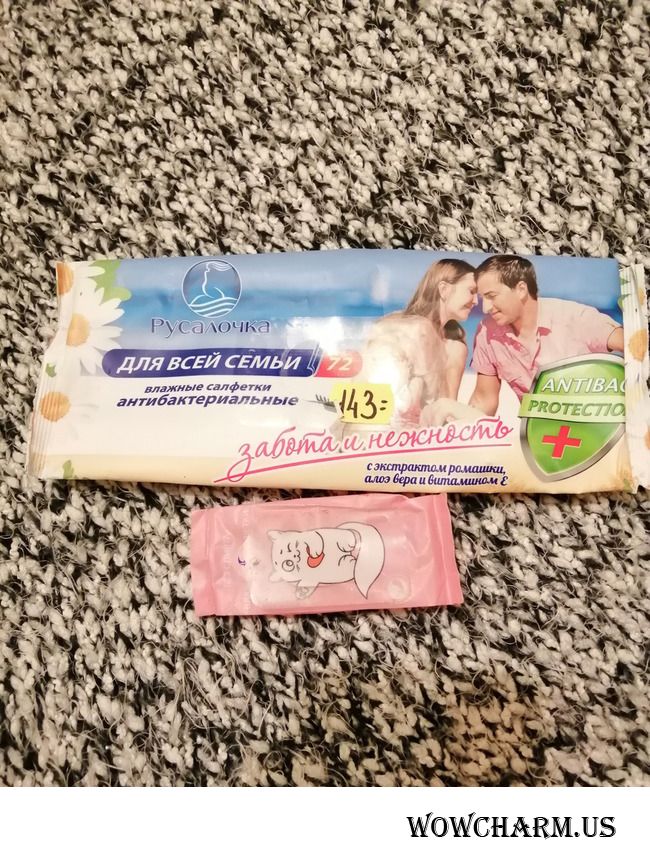 Русалочка
ДЛЯ ВСЕЙ СЕМЬИ 72
влажные салфетки
антибактериальные
143=
забота и нежность
с экстрактом ромашки,
алоэ вера и витамином Е
ANTIBAC
PROTECTIO
WOWCHARM.US